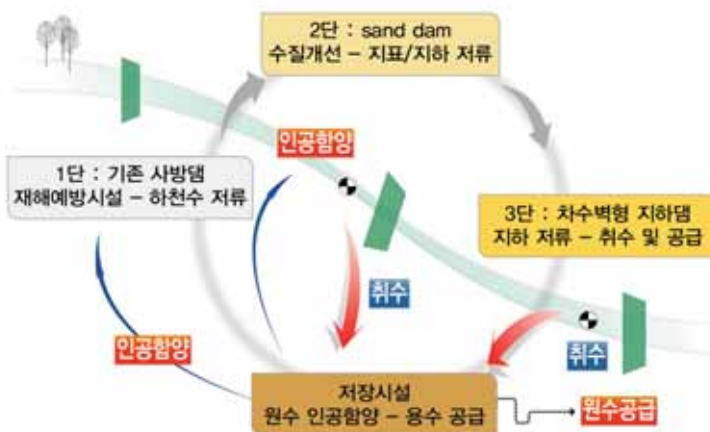 2단 : sand dam
수질개선 – 지표/지하 저류
인공함양
1단 : 기존 사방댐
재해예방시설 – 하천수 저류
3단 : 차수벽형 지하댐
지하 저류 – 취수 및 공급
취수
인공함양
취수
저장시설
원수 인공함양 – 용수 공급
원수공급